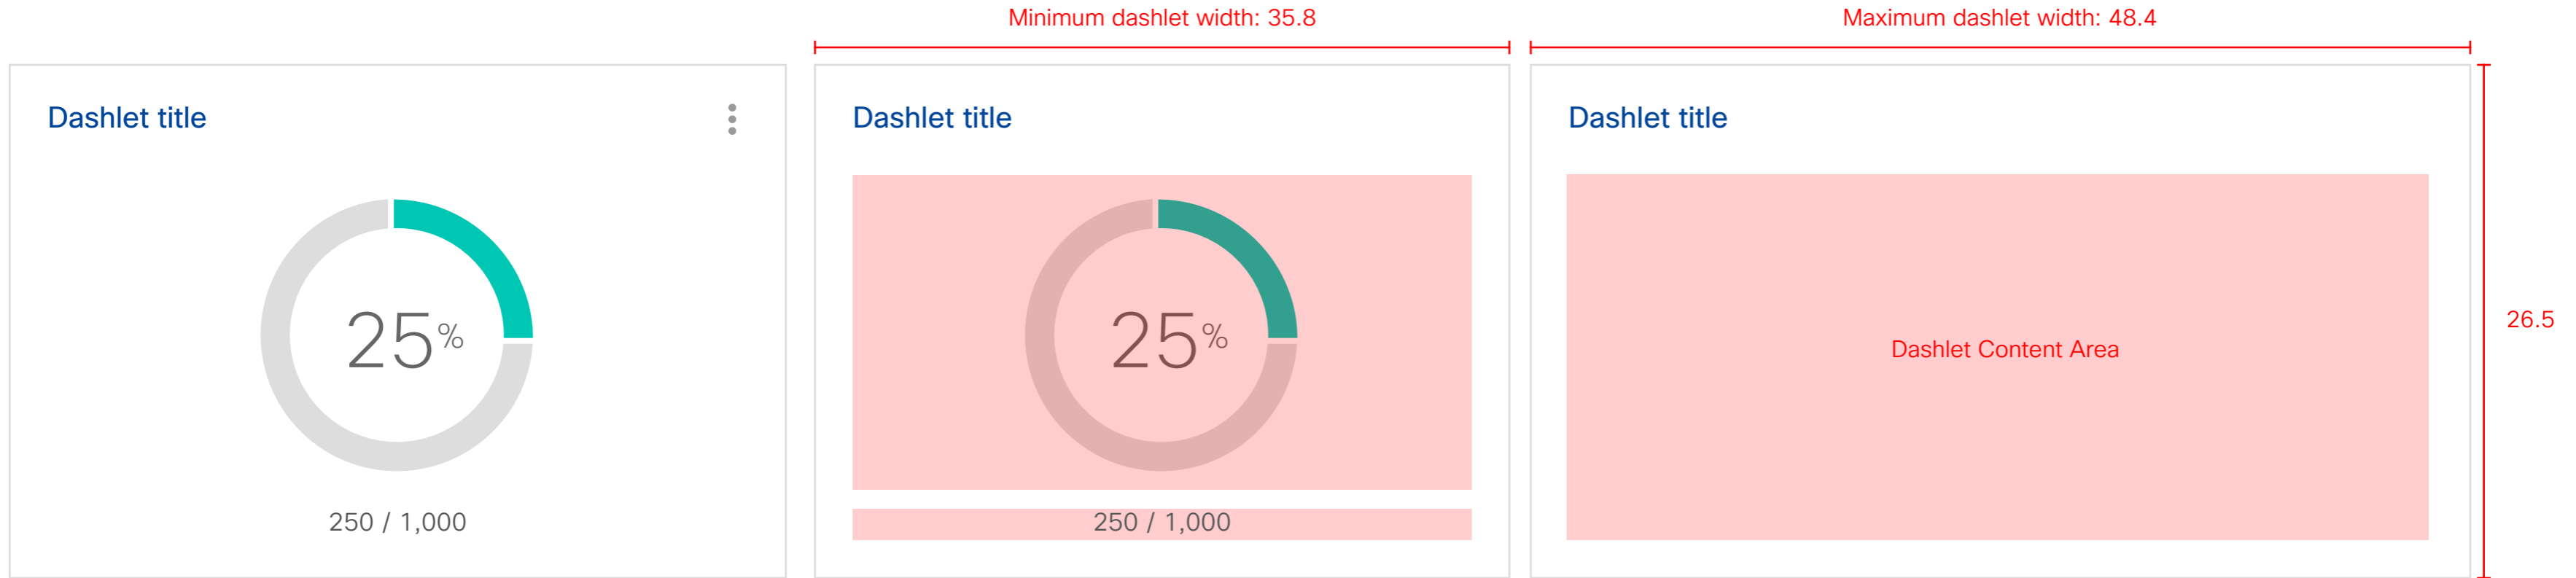 Minimum dashlet width: 35.8
Maximum dashlet width: 48.4
Dashlet title
Dashlet title
Dashlet title
25%
25%
Dashlet Content Area
26.5
250 / 1,000
250 / 1,000